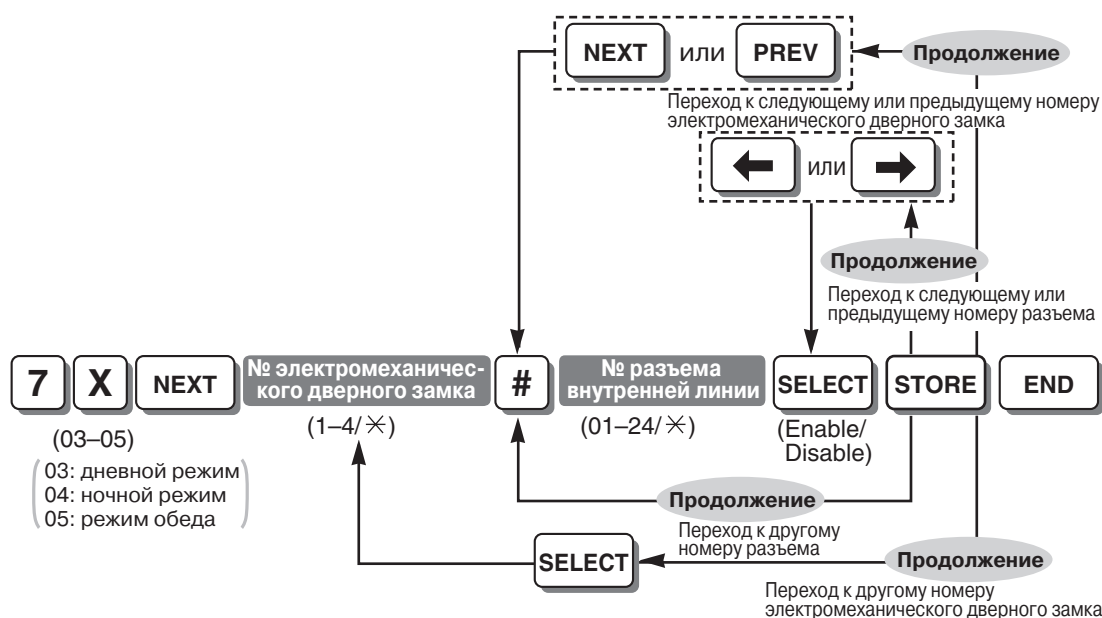 NEXT или PREV
Продолжение
Переход к следующему или предыдущему номеру
электромеханического дверного замка
← или →
Продолжение
Переход к следующему или
предыдущему номеру разъема
7 X NEXT
№ электромеханичес-
кого дверного замка
#
№ разъема
внутренней линии
SELECT STORE END
(03–05)
(1–4/✳)
(01–24/✳)
(Enable/
Disable)
03: дневной режим
04: ночной режим
05: режим обеда
Продолжение
Переход к другому
номеру разъема
SELECT
Продолжение
Переход к другому номеру
электромеханического дверного замка